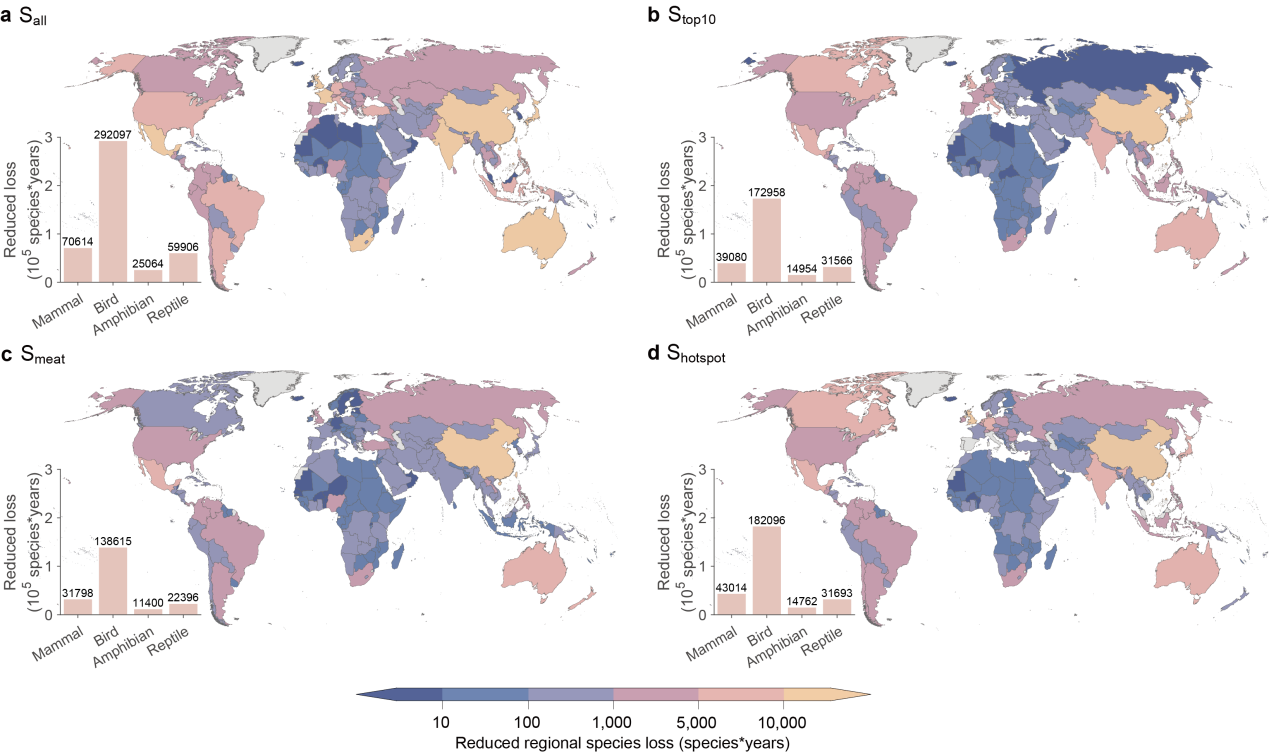 a S_all
3
2
1
0
Reduced loss
(10^5 species*years)
70614
292097
25064
59906
Mammal
Bird
Amphibian
Reptile
b S_top10
3
2
1
0
Reduced loss
(10^5 species*years)
39080
172958
14954
31566
Mammal
Bird
Amphibian
Reptile
c S_meat
3
2
1
0
Reduced loss
(10^5 species*years)
31798
138615
11400
22396
Mammal
Bird
Amphibian
Reptile
d S_hotspot
3
2
1
0
Reduced loss
(10^5 species*years)
43014
182096
14762
31693
Mammal
Bird
Amphibian
Reptile
10 100 1,000 5,000 10,000
Reduced regional species loss (species*years)